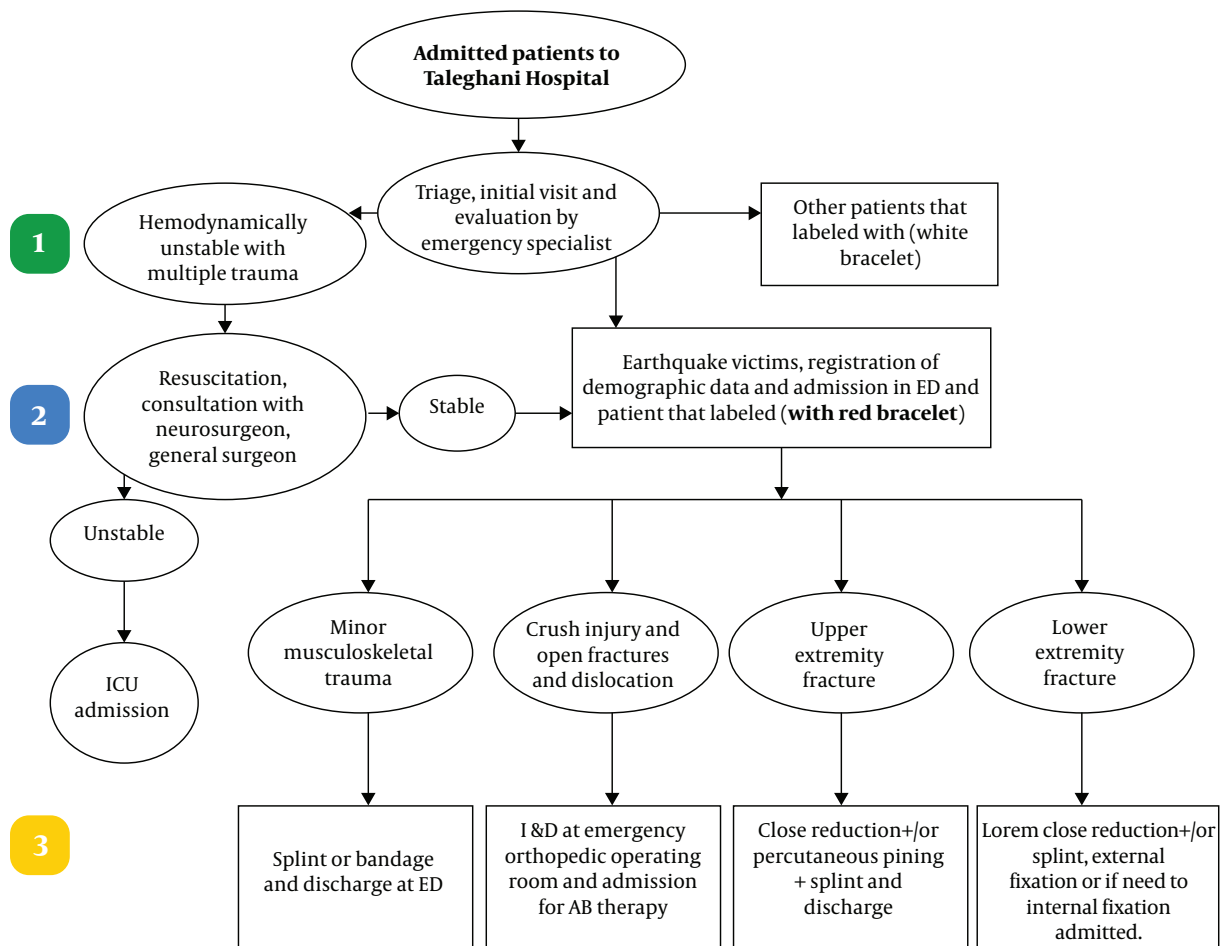 Admitted patients to
Taleghani Hospital
Triage, initial visit and
evaluation by
emergency specialist
Other patients that
labeled with (white
bracelet)
1
Hemodynamically
unstable with
multiple trauma
2
Resuscitation,
consultation with
neurosurgeon,
general surgeon
Stable
Earthquake victims, registration of
demographic data and admission in ED and
patient that labeled (with red bracelet)
Unstable
ICU
admission
Minor
musculoskeletal
trauma
Crush injury and
open fractures
and dislocation
Upper
extremity
fracture
Lower
extremity
fracture
3
Splint or bandage
and discharge at ED
I &D at emergency
orthopedic operating
room and admission
for AB therapy
Close reduction+/or
percutaneous pining
+ splint and
discharge
Lorem close reduction+/or
splint, external
fixation or if need to
internal fixation
admitted.